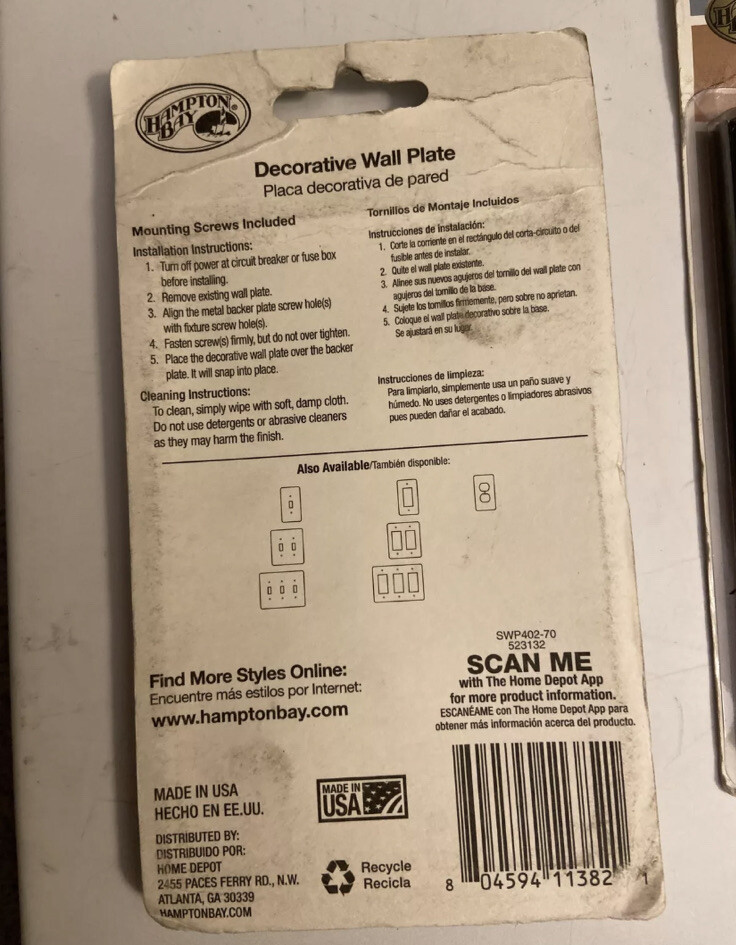 HAMPTON
BAY
Decorative Wall Plate
Placa decorativa de pared
Mounting Screws Included
Installation Instructions:
1. Turn off power at circuit breaker or fuse box
before installing.
2. Remove existing wall plate.
3. Align the metal backer plate screw hole(s)
with fixture screw hole(s).
4. Fasten screw(s) firmly, but do not over tighten.
5. Place the decorative wall plate over the backer
plate. It will snap into place.
Cleaning Instructions:
To clean, simply wipe with soft, damp cloth.
Do not use detergents or abrasive cleaners
as they may harm the finish.
Tornillos de Montaje Incluidos
Instrucciones de instalación:
1. Corte la corriente en el rectángulo del corta-circuito o del
fusible antes de instalar.
2. Quite el wall plate existente.
3. Alinee sus nuevos agujeros del tornillo del wall plate con
agujeros del tornillo de la base.
4. Sujete los tornillos firmemente, pero sobre no aprietan.
5. Coloque el wall plate decorativo sobre la base.
Se ajustará en su lugar.
Instrucciones de limpieza:
Para limpiarlo, simplemente usa un paño suave y
húmedo. No uses detergentes o limpiadores abrasivos
pues pueden dañar el acabado.
Also Available/También disponible:
SWP402-70
523132
SCAN ME
with The Home Depot App
for more product information.
ESCANÉAME con The Home Depot App para
obtener más información acerca del producto.
Find More Styles Online:
Encuentre más estilos por Internet:
www.hamptonbay.com
MADE IN USA
HECHO EN EE.UU.
MADE IN
USA
DISTRIBUTED BY:
DISTRIBUIDO POR:
HOME DEPOT
2455 PACES FERRY RD., N.W.
ATLANTA, GA 30339
HAMPTONBAY.COM
Recycle
Recicla
8 04594 11382 1